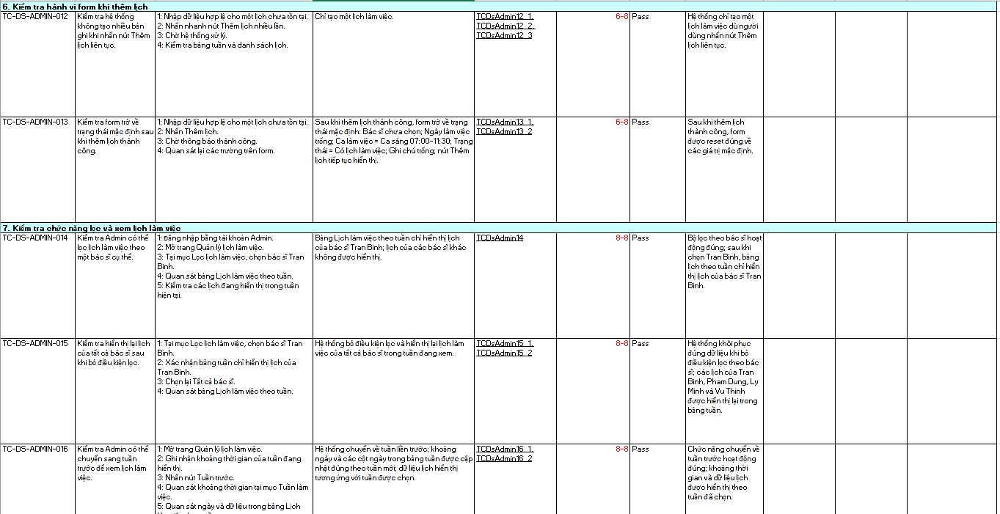 6. Kiểm tra hành vi form khi thêm lịch
TC-DS-ADMIN-012
Kiểm tra hệ thống
không tạo nhiều bản
ghi khi nhấn nút Thêm
lịch liên tục.
1: Nhập dữ liệu hợp lệ cho một lịch chưa tồn tại.
2: Nhấn nhanh nút Thêm lịch nhiều lần.
3: Chờ hệ thống xử lý.
4: Kiểm tra bảng tuần và danh sách lịch.
Chỉ tạo một lịch làm việc.
TCDsAdmin12_1,
TCDsAdmin12_2,
TCDsAdmin12_3
6-8
Pass
Hệ thống chỉ tạo một
lịch làm việc dù người
dùng nhấn nút Thêm
lịch liên tục.
TC-DS-ADMIN-013
Kiểm tra form trở về
trạng thái mặc định sau
khi thêm lịch thành
công.
1: Nhập dữ liệu hợp lệ cho một lịch chưa tồn tại.
2: Nhấn Thêm lịch.
3: Chờ thông báo thành công.
4: Quan sát lại các trường trên form.
Sau khi thêm lịch thành công, form trở về trạng
thái mặc định: Bác sĩ chưa chọn; Ngày làm việc
trống; Ca làm việc = Ca sáng 07:00-11:30; Trạng
thái = Có lịch làm việc; Ghi chú trống; nút Thêm
lịch tiếp tục hiển thị.
TCDsAdmin13_1,
TCDsAdmin13_2
6-8
Pass
Sau khi thêm lịch
thành công, form
được reset đúng về
các giá trị mặc định.
7. Kiểm tra chức năng lọc và xem lịch làm việc
TC-DS-ADMIN-014
Kiểm tra Admin có thể
lọc lịch làm việc theo
một bác sĩ cụ thể.
1: Đăng nhập bằng tài khoản Admin.
2: Mở trang Quản lý lịch làm việc.
3: Tại mục Lọc lịch làm việc, chọn bác sĩ Tran
Binh.
4: Quan sát bảng Lịch làm việc theo tuần.
5: Kiểm tra các lịch đang hiển thị trong tuần
hiện tại.
Bảng Lịch làm việc theo tuần chỉ hiển thị lịch
của bác sĩ Tran Binh; lịch của các bác sĩ khác
không được hiển thị.
TCDsAdmin14
8-8
Pass
Bộ lọc theo bác sĩ hoạt
động đúng; sau khi
chọn Tran Binh, bảng
lịch theo tuần chỉ hiển
thị lịch của bác sĩ Tran
Binh.
TC-DS-ADMIN-015
Kiểm tra hiển thị lại lịch
của tất cả bác sĩ sau
khi bỏ điều kiện lọc.
1: Tại mục Lọc lịch làm việc, chọn bác sĩ Tran
Binh.
2: Xác nhận bảng tuần chỉ hiển thị lịch của
Tran Binh.
3: Chọn lại Tất cả bác sĩ.
4: Quan sát bảng Lịch làm việc theo tuần.
Hệ thống bỏ điều kiện lọc và hiển thị lại lịch làm
việc của tất cả bác sĩ trong tuần đang xem.
TCDsAdmin15_1,
TCDsAdmin15_2
8-8
Pass
Hệ thống khôi phục
đúng dữ liệu khi bỏ
điều kiện lọc theo bác
sĩ; các lịch của Tran
Binh, Pham Dung, Ly
Minh và Vu Thinh
được hiển thị lại trong
bảng tuần.
TC-DS-ADMIN-016
Kiểm tra Admin có thể
chuyển sang tuần
trước để xem lịch làm
việc.
1: Mở trang Quản lý lịch làm việc.
2: Ghi nhận khoảng thời gian của tuần đang
hiển thị.
3: Nhấn nút Tuần trước.
4: Quan sát khoảng thời gian tại mục Tuần làm
việc.
5: Quan sát ngày và dữ liệu trong bảng Lịch
Hệ thống chuyển về tuần liền trước; khoảng
ngày và các cột ngày trong bảng tuần được cập
nhật đúng theo tuần mới; dữ liệu lịch hiển thị
tương ứng với tuần được chọn.
TCDsAdmin16_1,
TCDsAdmin16_2
8-8
Pass
Chức năng chuyển về
tuần trước hoạt động
đúng; khoảng thời
gian và dữ liệu lịch
được hiển thị theo
tuần đã chọn.